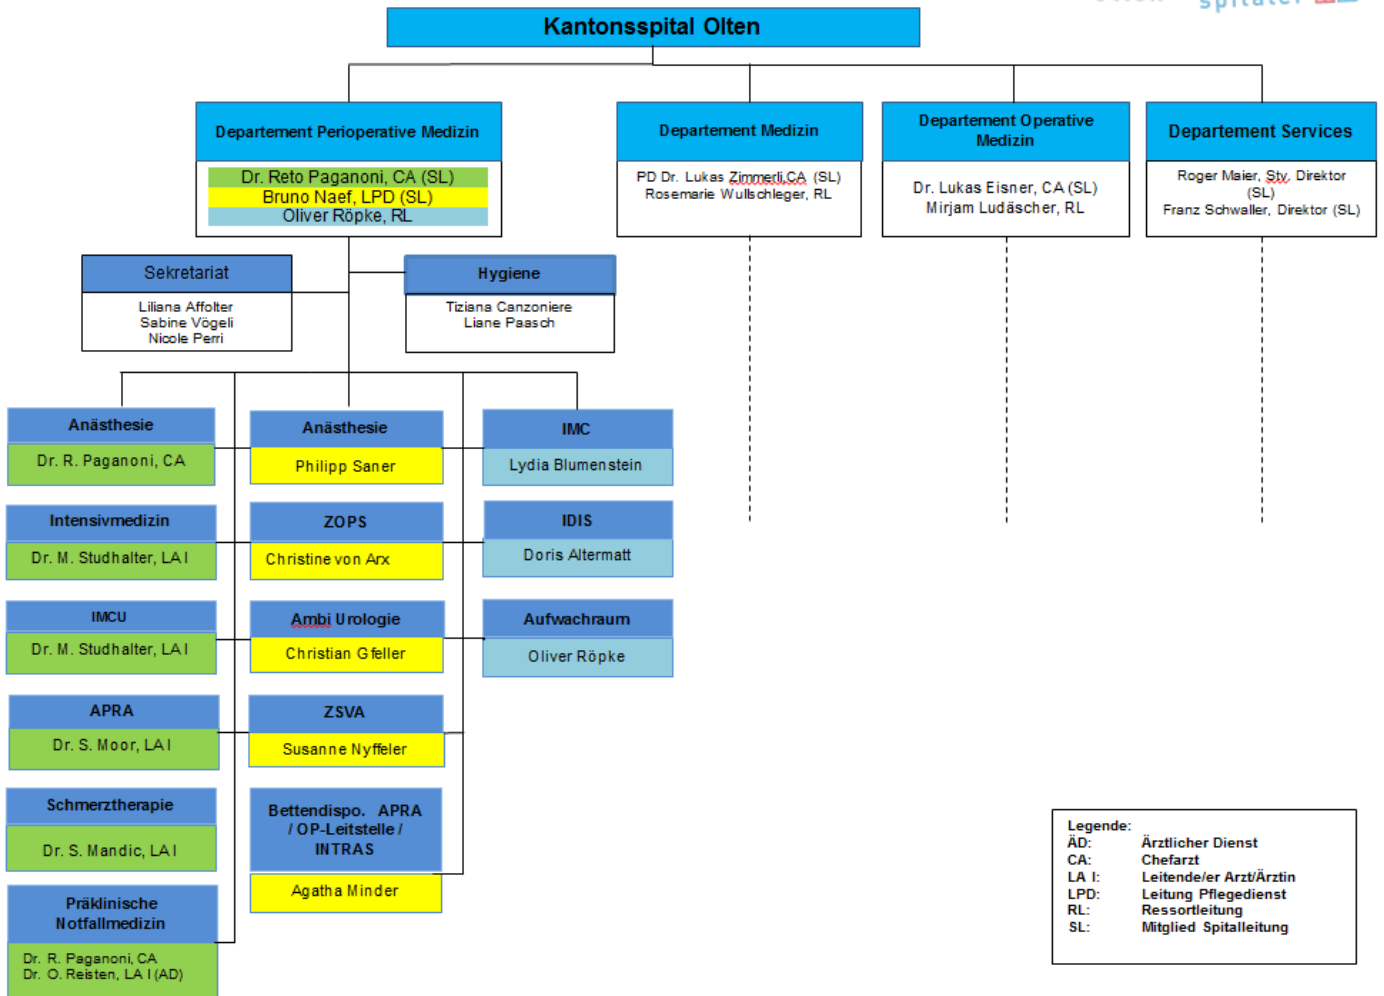 spitäler
Kantonsspital Olten
Departement Perioperative Medizin
Dr. Reto Paganoni, CA (SL)
Bruno Naef, LPD (SL)
Oliver Röpke, RL
Departement Medizin
PD Dr. Lukas Zimmerli,CA (SL)
Rosemarie Wullschleger, RL
Departement Operative
Medizin
Dr. Lukas Eisner, CA (SL)
Mirjam Ludäscher, RL
Departement Services
Roger Maier, Stv. Direktor
(SL)
Franz Schwaller, Direktor (SL)
Sekretariat
Liliana Affolter
Sabine Vögeli
Nicole Perri
Hygiene
Tiziana Canzoniere
Liane Paasch
Anästhesie
Dr. R. Paganoni, CA
Intensivmedizin
Dr. M. Studhalter, LA I
IMCU
Dr. M. Studhalter, LA I
APRA
Dr. S. Moor, LA I
Schmerztherapie
Dr. S. Mandic, LA I
Präklinische
Notfallmedizin
Dr. R. Paganoni, CA
Dr. O. Reisten, LA I (AD)
Anästhesie
Philipp Saner
ZOPS
Christine von Arx
Ambi Urologie
Christian Gfeller
ZSVA
Susanne Nyffeler
Bettendispo. APRA
/ OP-Leitstelle /
INTRAS
Agatha Minder
IMC
Lydia Blumenstein
IDIS
Doris Altermatt
Aufwachraum
Oliver Röpke
Legende:
ÄD: Ärztlicher Dienst
CA: Chefarzt
LA I: Leitende/er Arzt/Ärztin
LPD: Leitung Pflegedienst
RL: Ressortleitung
SL: Mitglied Spitalleitung